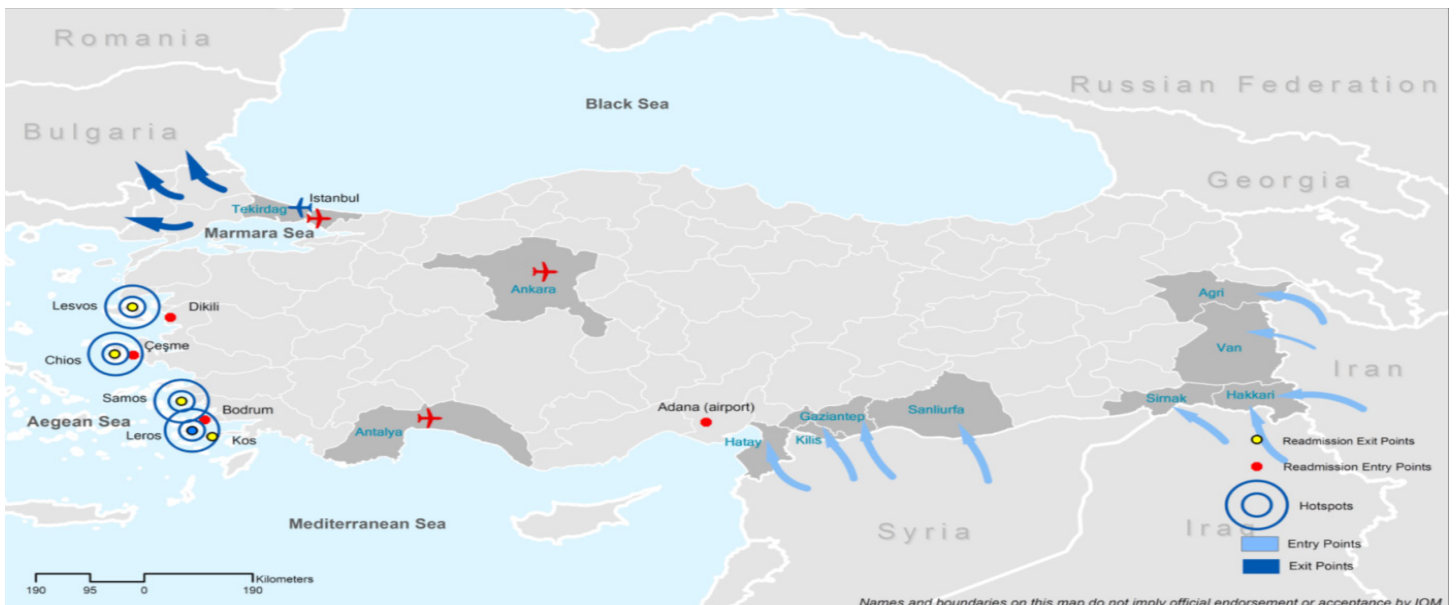 Romania
Russian Federation
Black Sea
Bulgaria
Georgia
Istanbul
Tekirdag
Marmara Sea
Ankara
Agri
Lesvos
Dikili
Van
Iran
Çeşme
Chios
Samos
Bodrum
Aegean Sea
Leros
Kos
Antalya
Adana (airport)
Gaziantep
Sanliurfa
Sirnak
Hakkari
Hatay
Kilis
Readmission Exit Points
Readmission Entry Points
Mediterranean Sea
Syria
Iraq
Hotspots
Entry Points
Exit Points
Kilometers
190 95 0 190
Names and boundaries on this map do not imply official endorsement or acceptance by IOM